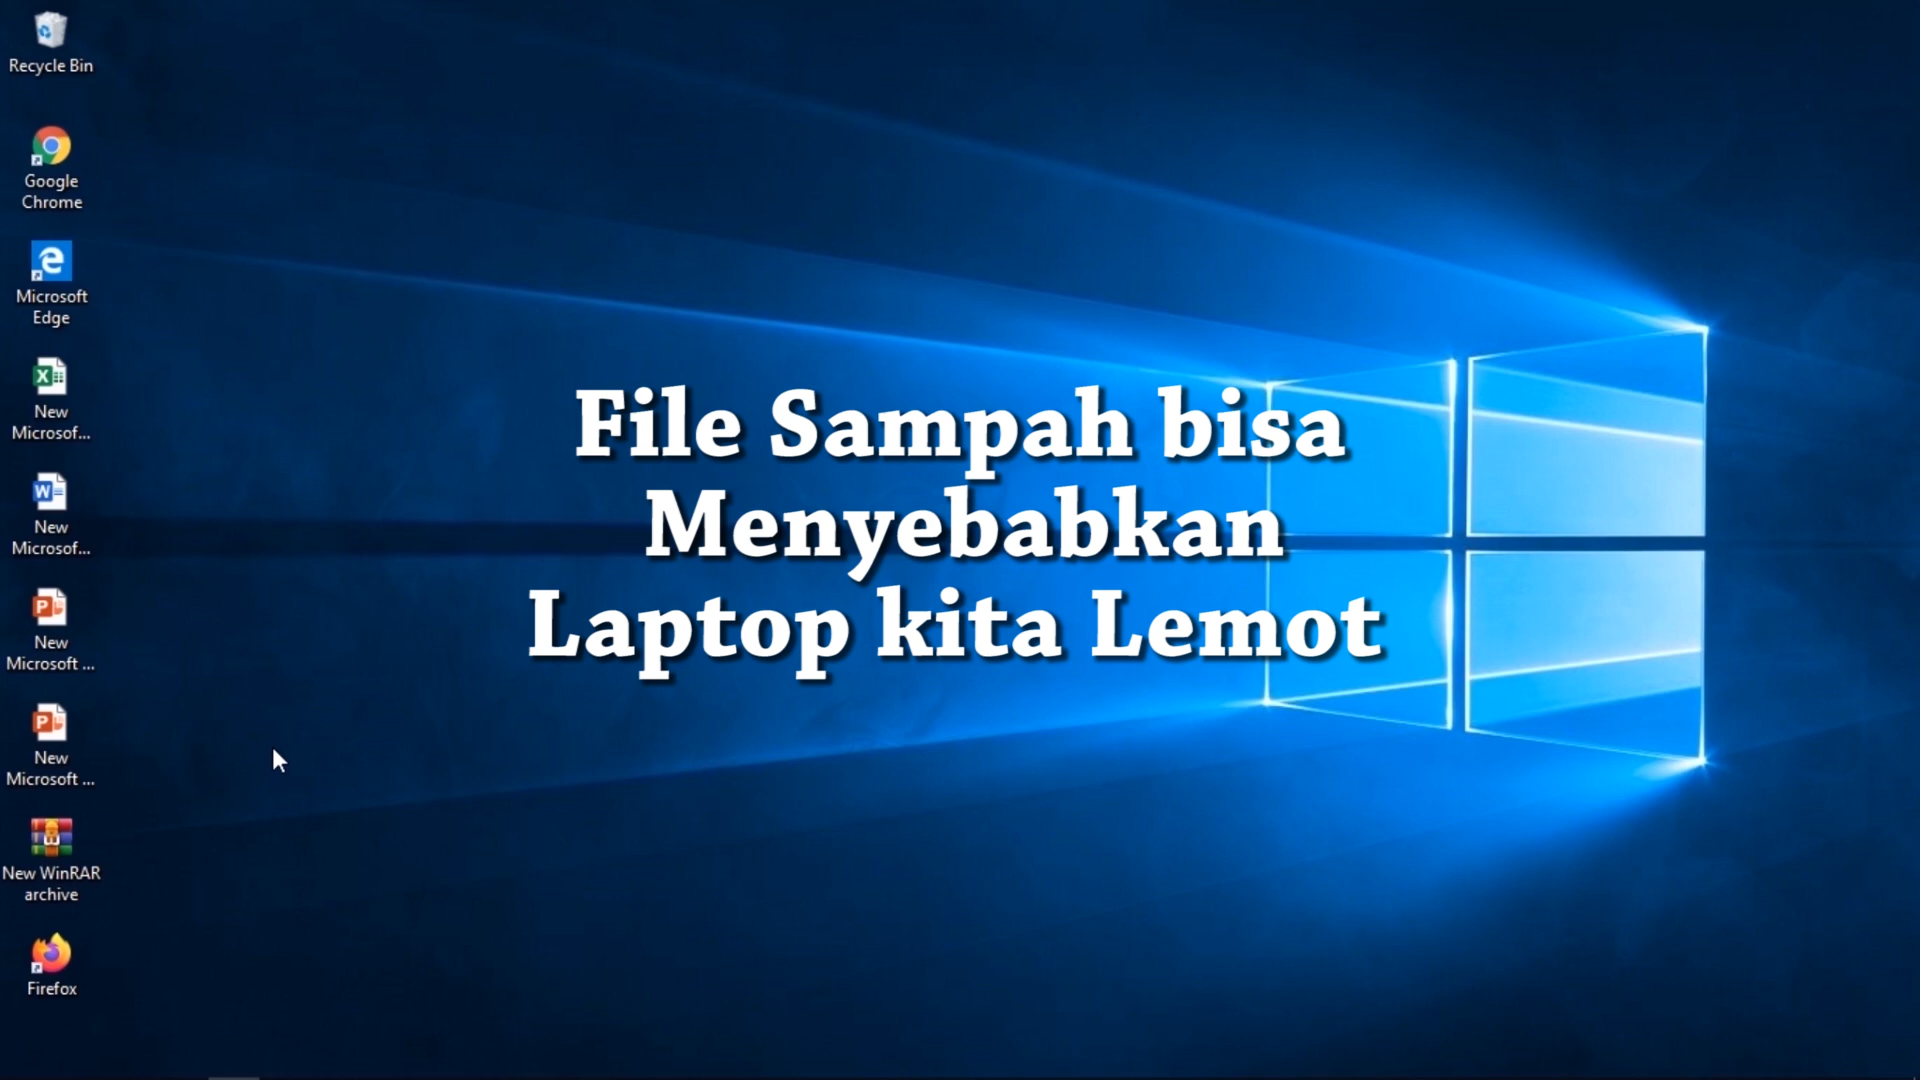 Recycle Bin
Google
Chrome
Microsoft
Edge
New
Microsof...
New
Microsof...
New
Microsoft ...
New
Microsoft ...
New WinRAR
archive
Firefox
File Sampah bisa
Menyebabkan
Laptop kita Lemot